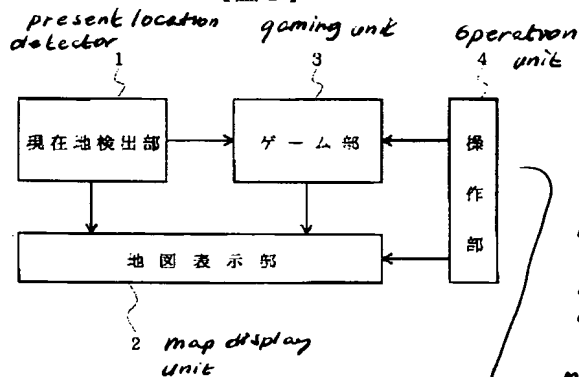 present location
detector
1
gaming unit
3
operation
unit
4
現在地検出部
ゲーム部
操作部
地図表示部
2
map display
unit